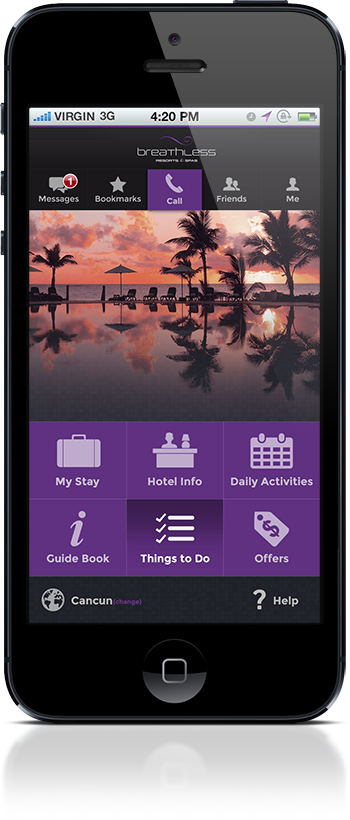 VIRGIN 3G 4:20 PM
breathless
RESORTS & SPAS
1
Messages Bookmarks Call Friends Me
My Stay Hotel Info Daily Activities
Guide Book Things to Do Offers
Cancun(change) ? Help